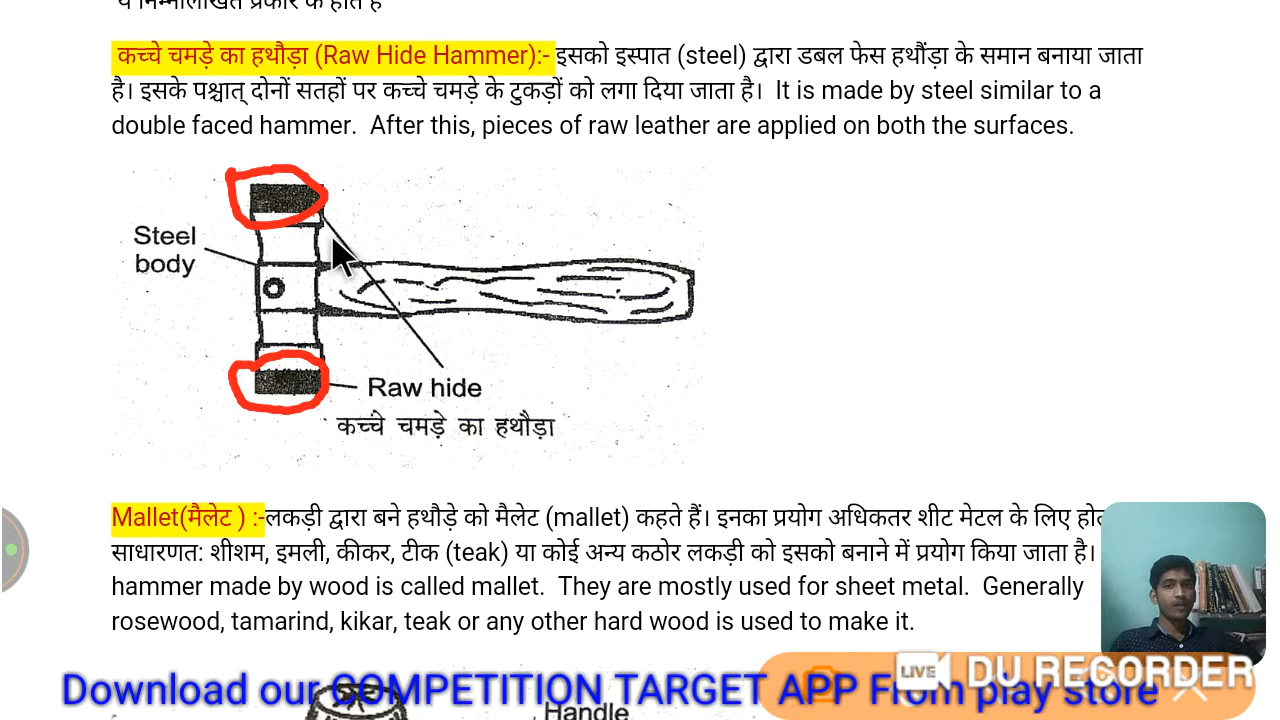 ये निम्नलिखित प्रकार के होते हैं
कच्चे चमड़े का हथौड़ा (Raw Hide Hammer):- इसको इस्पात (steel) द्वारा डबल फेस हथौंड़ा के समान बनाया जाता
है। इसके पश्चात् दोनों सतहों पर कच्चे चमड़े के टुकड़ों को लगा दिया जाता है। It is made by steel similar to a
double faced hammer. After this, pieces of raw leather are applied on both the surfaces.
Steel
body
Raw hide
कच्चे चमड़े का हथौड़ा
Mallet(मैलेट ) :-लकड़ी द्वारा बने हथौड़े को मैलेट (mallet) कहते हैं। इनका प्रयोग अधिकतर शीट मेटल के लिए
साधारणत: शीशम, इमली, कीकर, टीक (teak) या कोई अन्य कठोर लकड़ी को इसको बनाने में प्रयोग किया जाता है।
hammer made by wood is called mallet. They are mostly used for sheet metal. Generally
rosewood, tamarind, kikar, teak or any other hard wood is used to make it.
LIVE DU RECORDER
Download our COMPETITION TARGET APP From play store
Handle